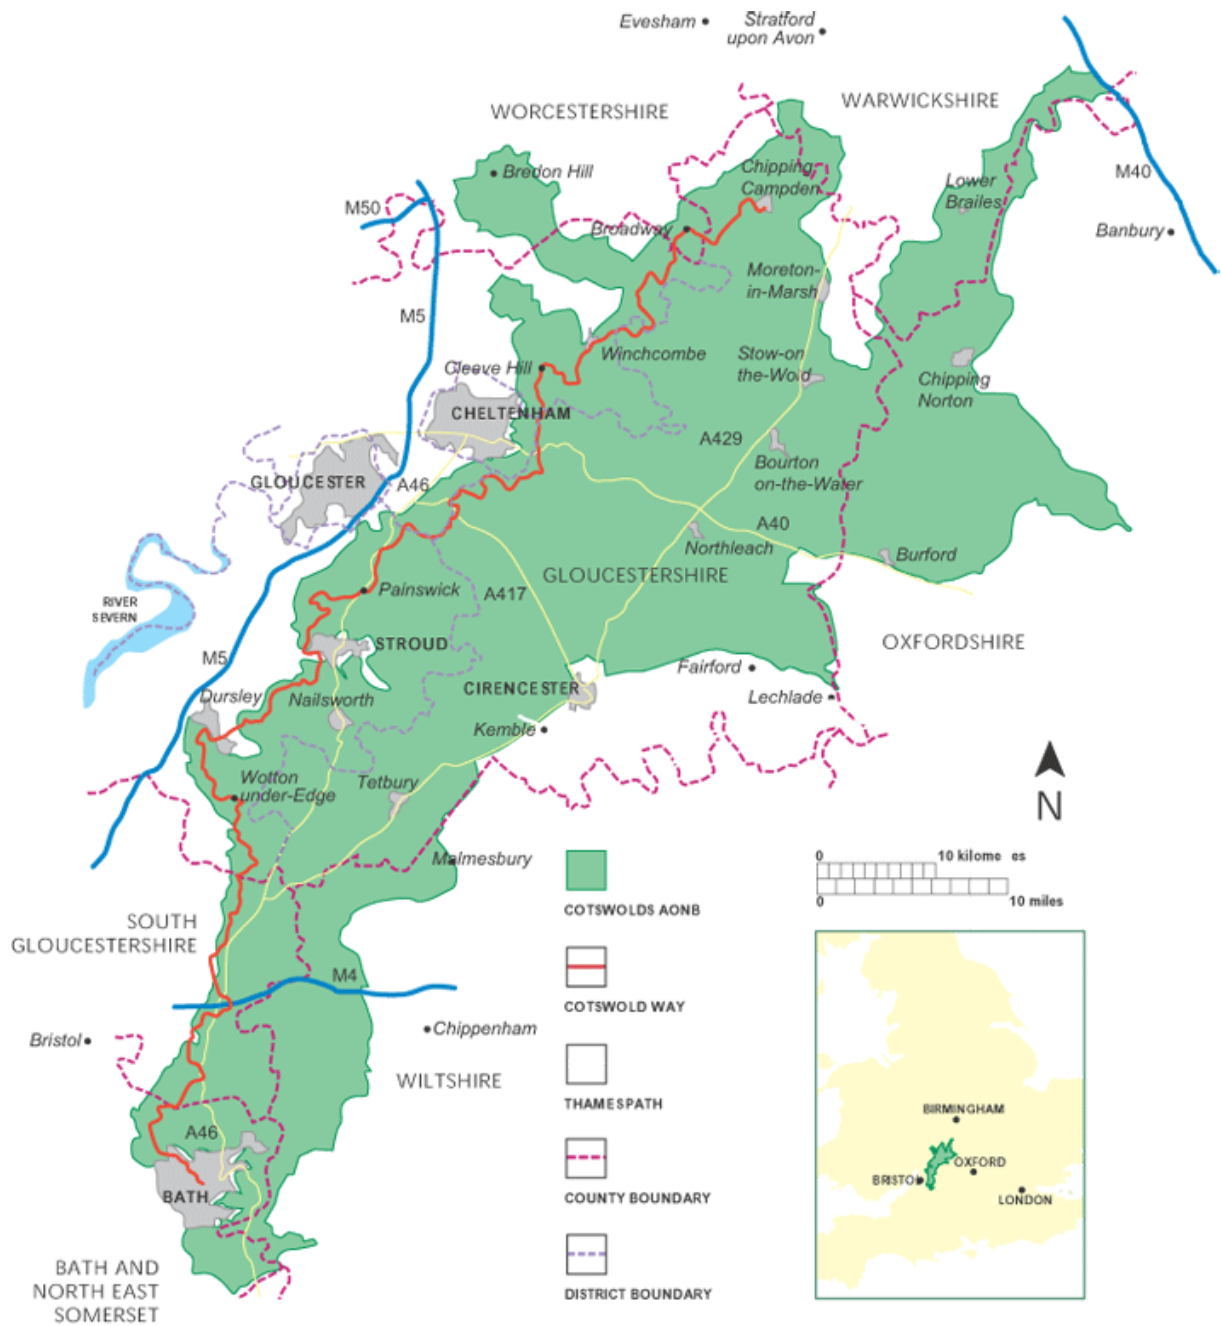 Evesham
Stratford
upon Avon
WORCESTERSHIRE
WARWICKSHIRE
Bredon Hill
Chipping
Campden
Lower
Brailes
M40
M50
Broadway
Banbury
Moreton-
in-Marsh
M5
Winchcombe
Stow-on
the-Wold
Cleeve Hill
Chipping
Norton
CHELTENHAM
A429
GLOUCESTER
A46
Bourton
on-the-Water
A40
Northleach
Burford
GLOUCESTERSHIRE
Painswick
A417
RIVER
SEVERN
STROUD
OXFORDSHIRE
M5
Fairford
Dursley
Nailsworth
CIRENCESTER
Lechlade
Kemble
Wotton
under-Edge
Tetbury
N
Malmesbury
0
10 kilome es
0
10 miles
COTSWOLDS AONB
SOUTH
GLOUCESTERSHIRE
M4
COTSWOLD WAY
Bristol
Chippenham
WILTSHIRE
THAMESPATH
A46
BATH
COUNTY BOUNDARY
BATH AND
NORTH EAST
SOMERSET
DISTRICT BOUNDARY
BIRMINGHAM
OXFORD
BRISTOL
LONDON